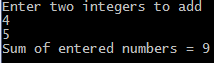 Enter two integers to add
4
5
Sum of entered numbers = 9